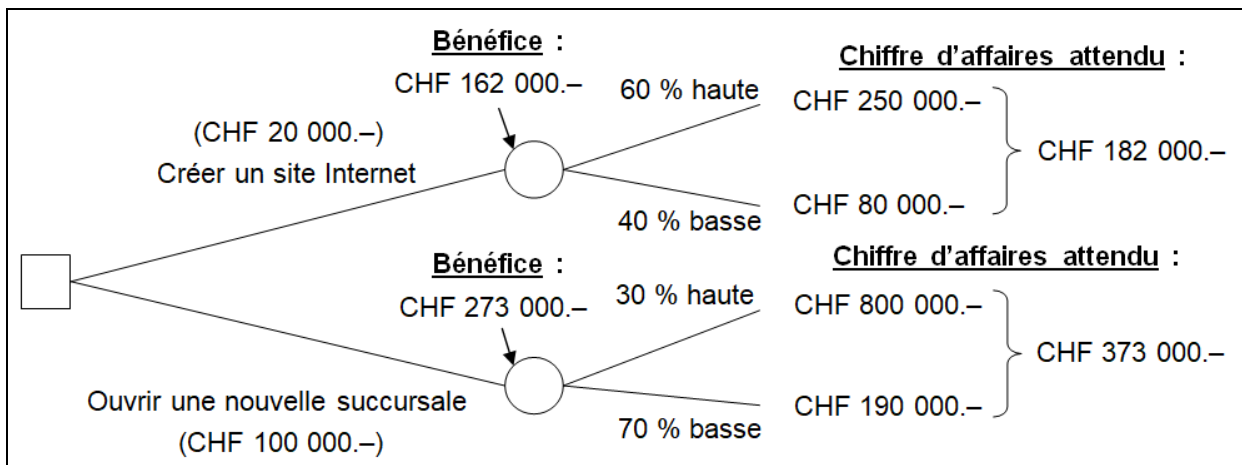 Bénéfice :
CHF 162 000.–
60 % haute
Chiffre d'affaires attendu :
CHF 250 000.–
(CHF 20 000.–)
Créer un site Internet
CHF 182 000.–
40 % basse
CHF 80 000.–
Bénéfice :
CHF 273 000.–
30 % haute
Chiffre d'affaires attendu :
CHF 800 000.–
CHF 373 000.–
Ouvrir une nouvelle succursale
(CHF 100 000.–)
70 % basse
CHF 190 000.–